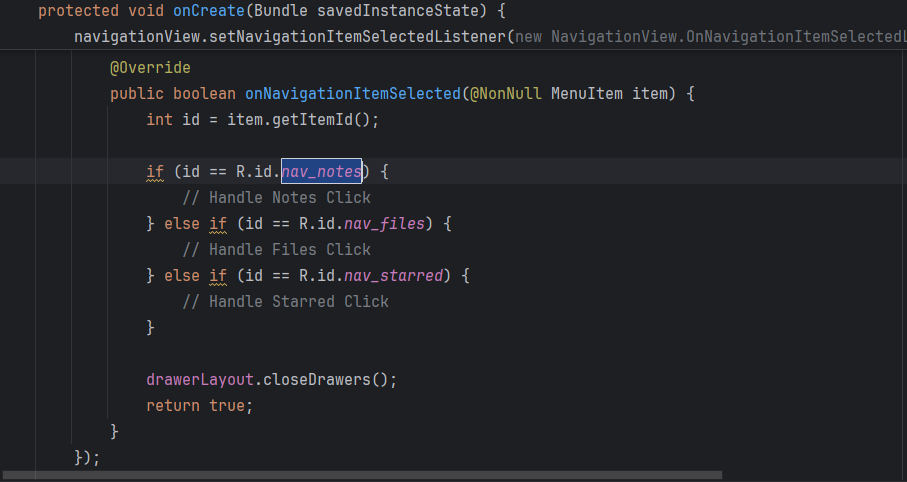 protected void onCreate(Bundle savedInstanceState) {
navigationView.setNavigationItemSelectedListener(new NavigationView.OnNavigationItemSelectedL
@Override
public boolean onNavigationItemSelected(@NonNull MenuItem item) {
int id = item.getItemId();
if (id == R.id.nav_notes) {
// Handle Notes Click
} else if (id == R.id.nav_files) {
// Handle Files Click
} else if (id == R.id.nav_starred) {
// Handle Starred Click
}
drawerLayout.closeDrawers();
return true;
}
});